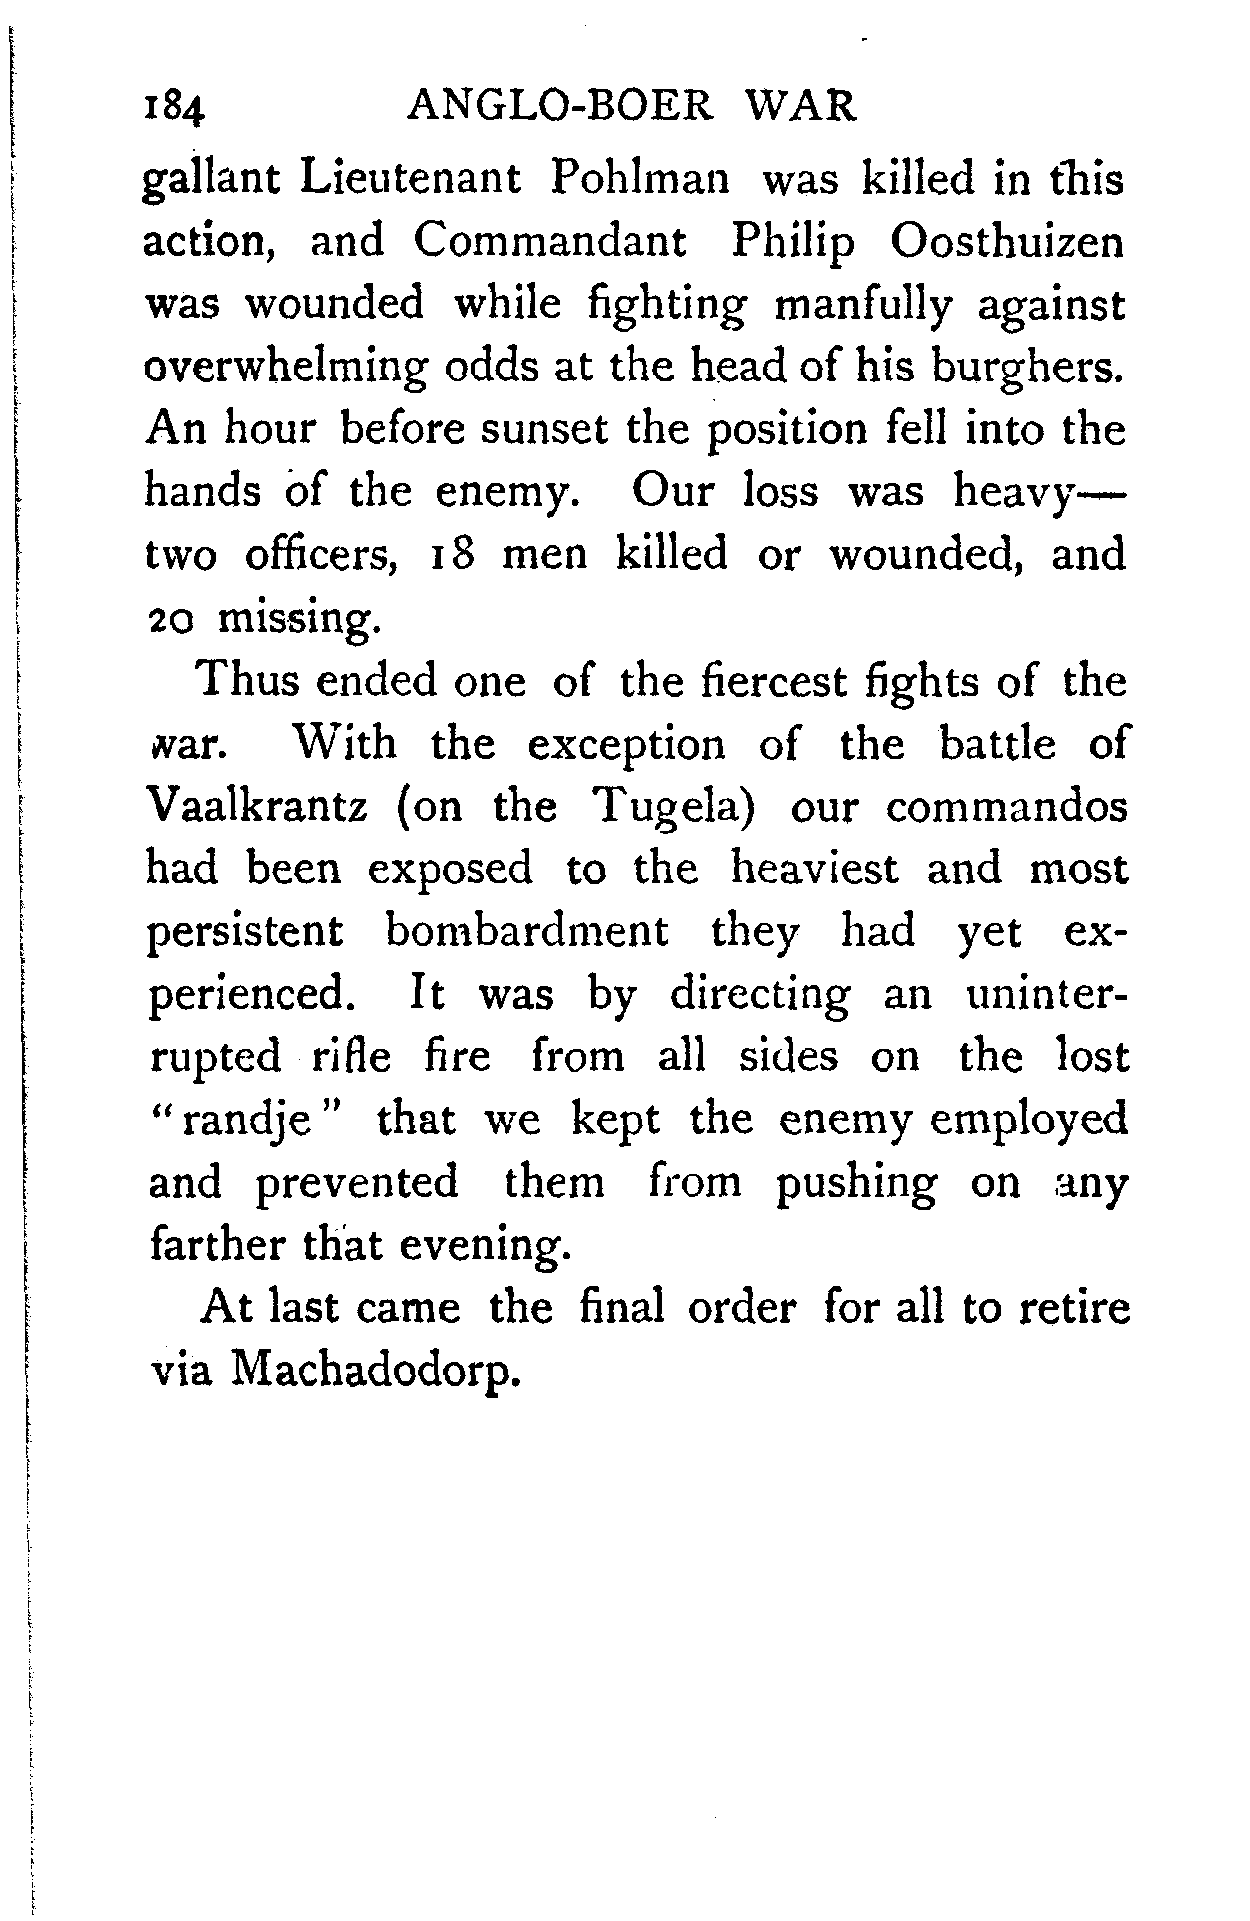 184 ANGLO-BOER WAR
gallant Lieutenant Pohlman was killed in this
action, and Commandant Philip Oosthuizen
was wounded while fighting manfully against
overwhelming odds at the head of his burghers.
An hour before sunset the position fell into the
hands of the enemy. Our loss was heavy—
two officers, 18 men killed or wounded, and
20 missing.
Thus ended one of the fiercest fights of the
war. With the exception of the battle of
Vaalkrantz (on the Tugela) our commandos
had been exposed to the heaviest and most
persistent bombardment they had yet ex-
perienced. It was by directing an uninter-
rupted rifle fire from all sides on the lost
"randje" that we kept the enemy employed
and prevented them from pushing on any
farther that evening.
At last came the final order for all to retire
via Machadodorp.